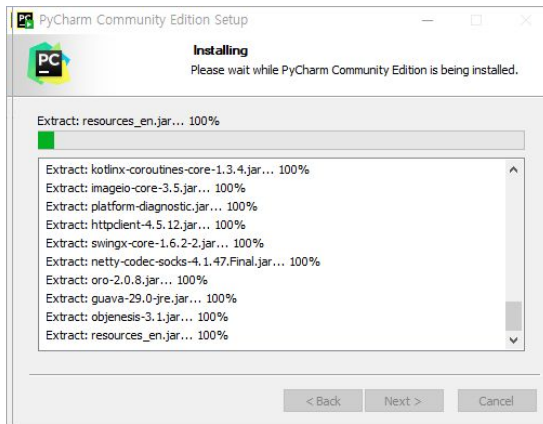 PyCharm Community Edition Setup
PC
Installing
Please wait while PyCharm Community Edition is being installed.
Extract: resources_en.jar... 100%
Extract: kotlinx-coroutines-core-1.3.4.jar... 100%
Extract: imageio-core-3.5.jar... 100%
Extract: platform-diagnostic.jar... 100%
Extract: httpclient-4.5.12.jar... 100%
Extract: swingx-core-1.6.2-2.jar... 100%
Extract: netty-codec-socks-4.1.47.Final.jar... 100%
Extract: oro-2.0.8.jar... 100%
Extract: guava-29.0-jre.jar... 100%
Extract: objenesis-3.1.jar... 100%
Extract: resources_en.jar... 100%
< Back Next > Cancel